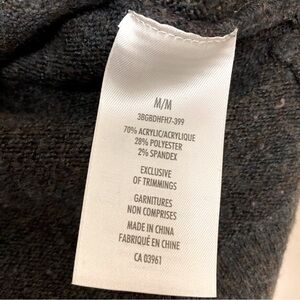 M/M
3BGBDHFH7-399
70% ACRYLIC/ACRYLIQUE
28% POLYESTER
2% SPANDEX
EXCLUSIVE
OF TRIMMINGS
GARNITURES
NON COMPRISES
MADE IN CHINA
FABRIQUÉ EN CHINE
CA 03961